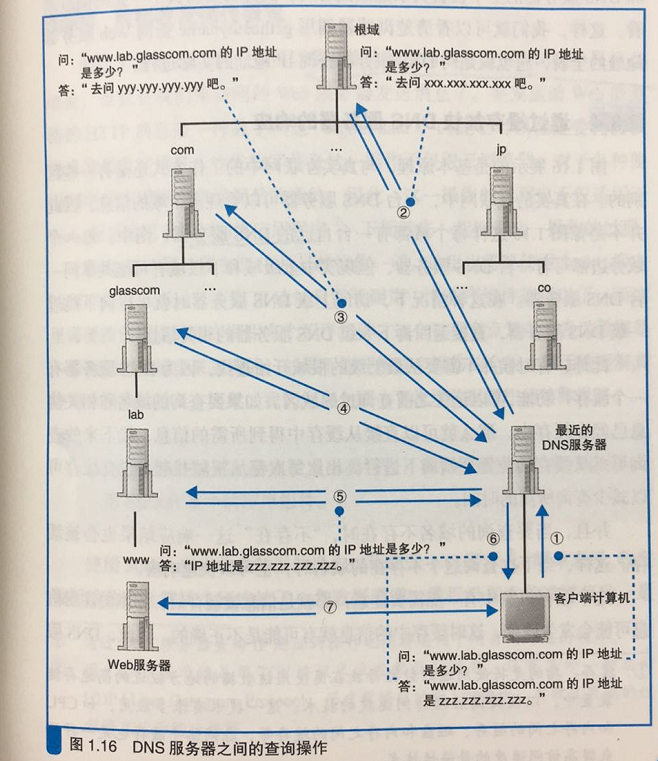 根域
问：“www.lab.glasscom.com 的 IP 地址
是多少？”
答：“去问 yyy.yyy.yyy.yyy 吧。”
问：“www.lab.glasscom.com 的 IP 地址
是多少？”
答：“去问 xxx.xxx.xxx.xxx 吧。”
...
com
jp
②
...
...
glasscom
co
③
④
lab
最近的
DNS服务器
⑤
www
问：“www.lab.glasscom.com 的 IP 地址是多少？”
答：“IP 地址是 zzz.zzz.zzz.zzz。
⑥
①
⑦
客户端计算机
Web服务器
问：“www.lab.glasscom.com 的 IP 地址
是多少？”
答：“www.lab.glasscom.com 的 IP 地址
是 zzz.zzz.zzz.zzz。”
图 1.16 DNS 服务器之间的查询操作